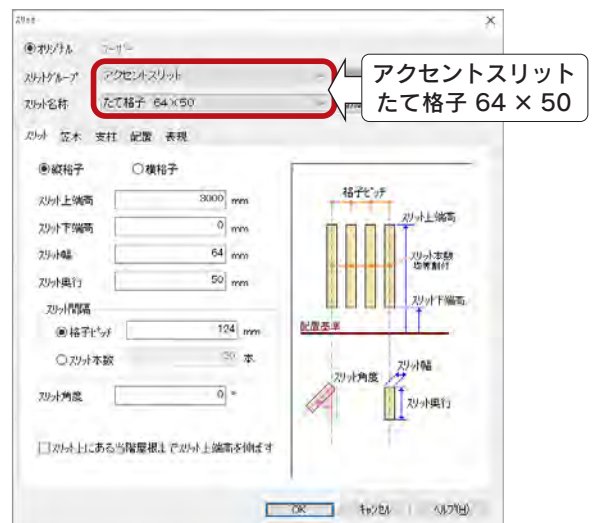 スリット
オリジナル ユーザー
スリットグループ アクセントスリット
スリット名称 たて格子 64×50
アクセントスリット
たて格子 64 × 50
スリット 笠木 支柱 配置 表現
縦格子 横格子
スリット上端高 3000 mm
スリット下端高 0 mm
スリット幅 64 mm
スリット奥行 50 mm
スリット間隔
格子ピッチ 124 mm
スリット本数 本
スリット角度 0 °
スリット上にある当階屋根までスリット上端高を伸ばす
格子ピッチ
スリット上端高
スリット本数
均等割付
スリット下端高
配置基準
スリット幅
スリット角度
スリット奥行
OK キャンセル ヘルプ(H)